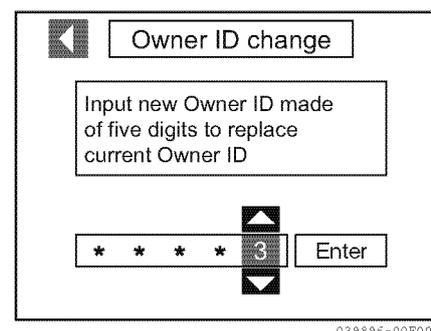 Owner ID change
Input new Owner ID made
of five digits to replace
current Owner ID
* * * * 3 Enter